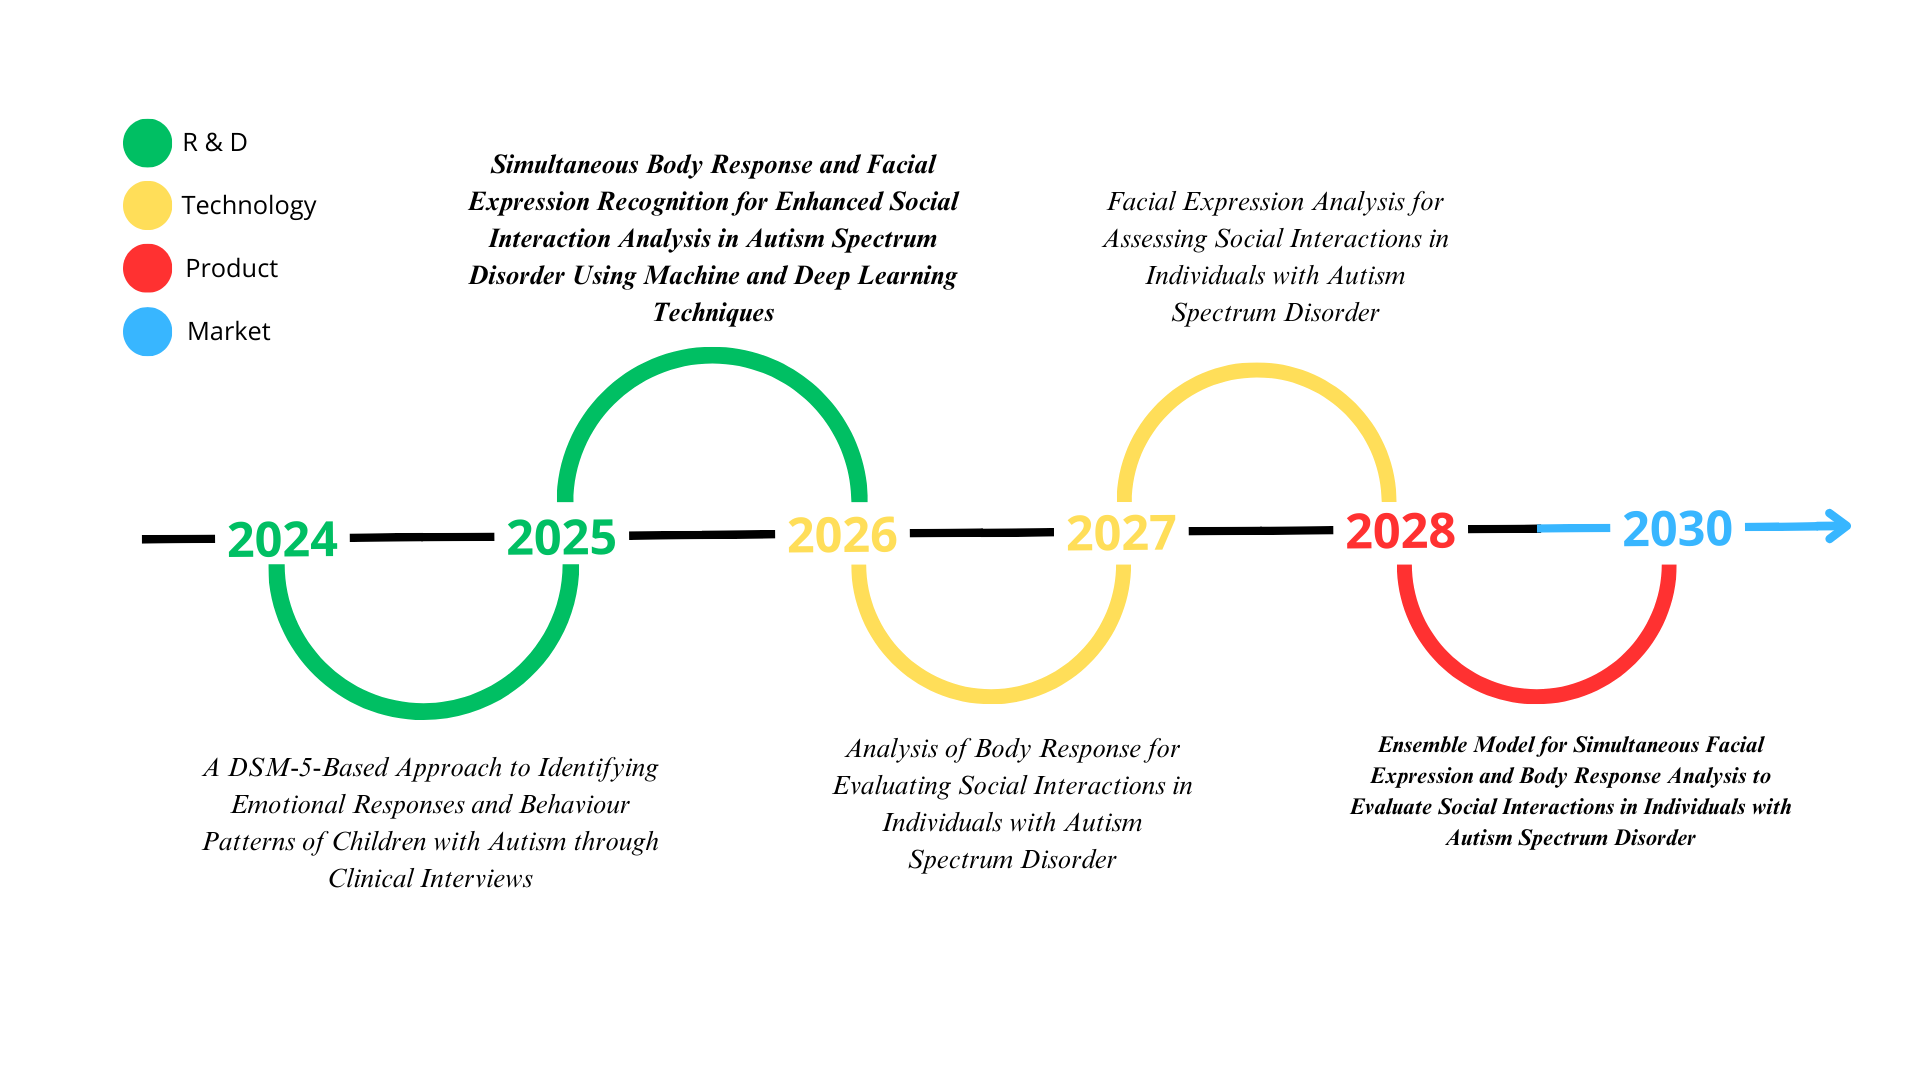 R & D
Technology
Product
Market
Simultaneous Body Response and Facial
Expression Recognition for Enhanced Social
Interaction Analysis in Autism Spectrum
Disorder Using Machine and Deep Learning
Techniques
Facial Expression Analysis for
Assessing Social Interactions in
Individuals with Autism
Spectrum Disorder
2024 2025 2026 2027 2028 2030
A DSM-5-Based Approach to Identifying
Emotional Responses and Behaviour
Patterns of Children with Autism through
Clinical Interviews
Analysis of Body Response for
Evaluating Social Interactions in
Individuals with Autism
Spectrum Disorder
Ensemble Model for Simultaneous Facial
Expression and Body Response Analysis to
Evaluate Social Interactions in Individuals with
Autism Spectrum Disorder